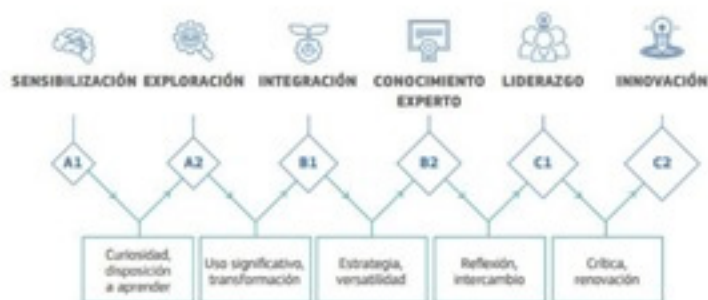 SENSIBILIZACIÓN EXPLORACIÓN INTEGRACIÓN CONOCIMIENTO EXPERTO LIDERAZGO INNOVACIÓN
A1 A2 B1 B2 C1 C2
Curiosidad,
disposición
a aprender
Uso significativo,
transformación
Estrategia,
versatilidad
Reflexión,
intercambio
Crítica,
renovación